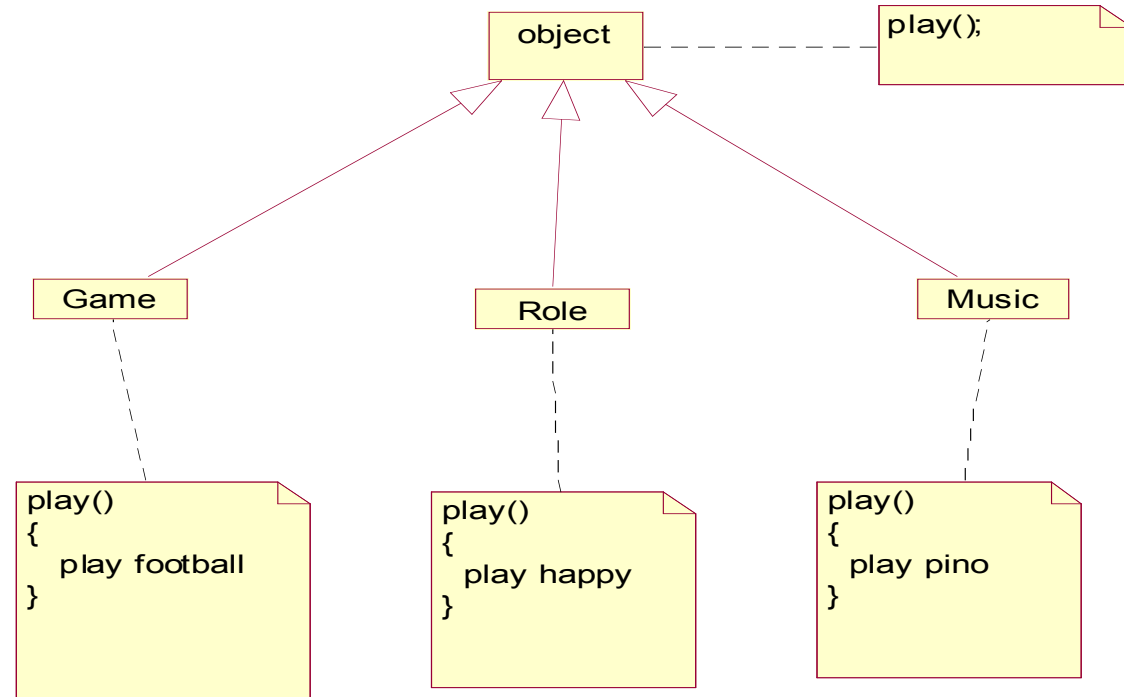 object
play();
Game
Role
Music
play()
{
play football
}
play()
{
play happy
}
play()
{
play pino
}